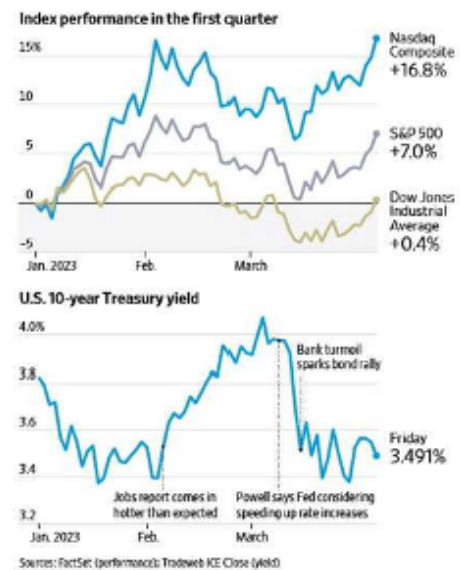 Index performance in the first quarter
15%
10
5
0
-5
Jan. 2023
Feb.
March
Nasdaq
Composite
+16.8%
S&P 500
+7.0%
Dow Jones
Industrial
Average
+0.4%
U.S. 10-year Treasury yield
4.0%
3.8
3.6
3.4
3.2
Bank turmoil
sparks bond rally
Friday
3.491%
Jobs report comes in
hotter than expected
Powell says Fed considering
speeding up rate increases
Jan. 2023
Feb.
March
Sources: FactSet (performance); Tradeweb ICE Close (yield)